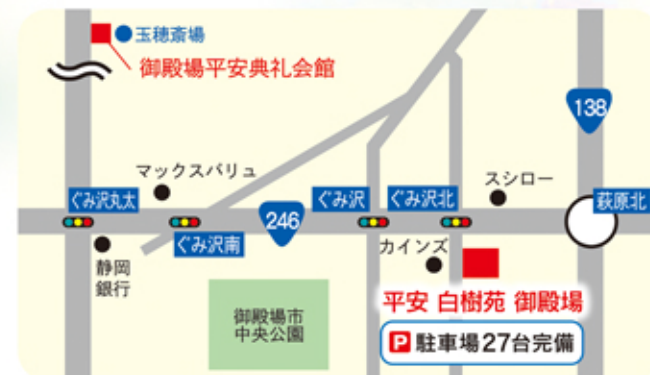 玉穂斎場
御殿場平安典礼会館
138
マックスバリュ
スシロー
ぐみ沢丸太
ぐみ沢
ぐみ沢北
萩原北
246
ぐみ沢南
カインズ
静岡
銀行
御殿場市
中央公園
平安 白樹苑 御殿場
P 駐車場27台完備